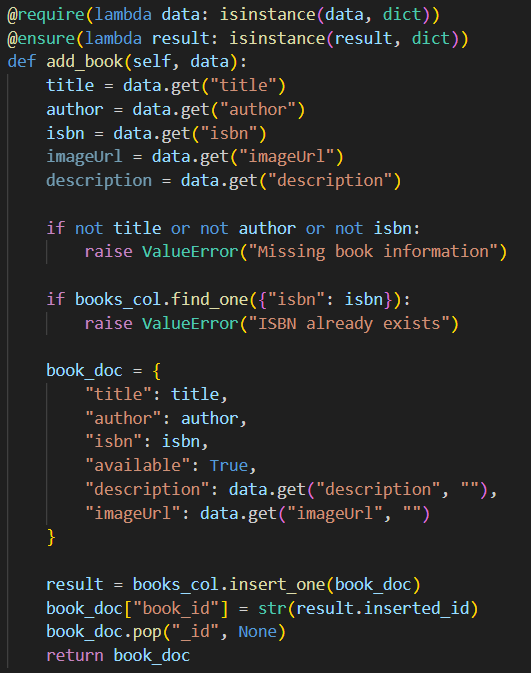 @require(lambda data: isinstance(data, dict))
@ensure(lambda result: isinstance(result, dict))
def add_book(self, data):
    title = data.get("title")
    author = data.get("author")
    isbn = data.get("isbn")
    imageUrl = data.get("imageUrl")
    description = data.get("description")

    if not title or not author or not isbn:
        raise ValueError("Missing book information")

    if books_col.find_one({"isbn": isbn}):
        raise ValueError("ISBN already exists")

    book_doc = {
        "title": title,
        "author": author,
        "isbn": isbn,
        "available": True,
        "description": data.get("description", ""),
        "imageUrl": data.get("imageUrl", "")
    }

    result = books_col.insert_one(book_doc)
    book_doc["book_id"] = str(result.inserted_id)
    book_doc.pop("_id", None)
    return book_doc